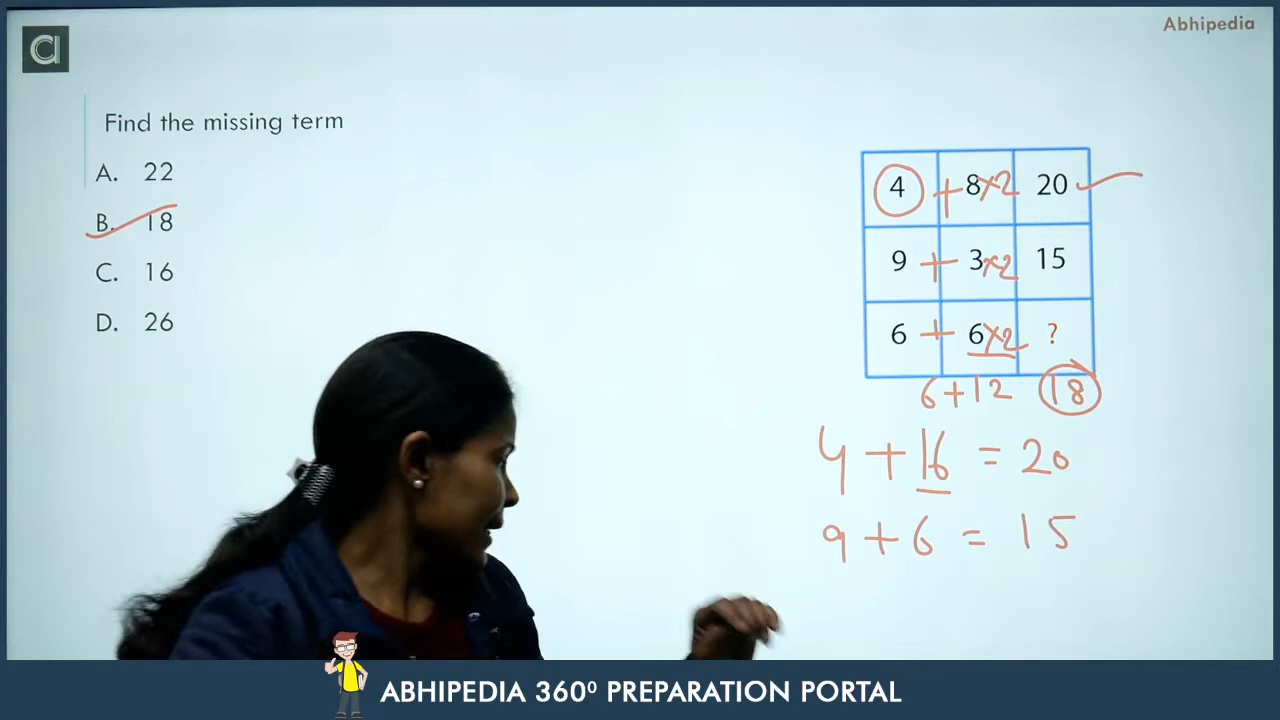 Abhipedia
Find the missing term
A. 22
B. 18
C. 16
D. 26
4 + 8×2 20
9 + 3×2 15
6 + 6×2 ?
6+12 18
4 + 16 = 20
9 + 6 = 15
ABHIPEDIA 360⁰ PREPARATION PORTAL